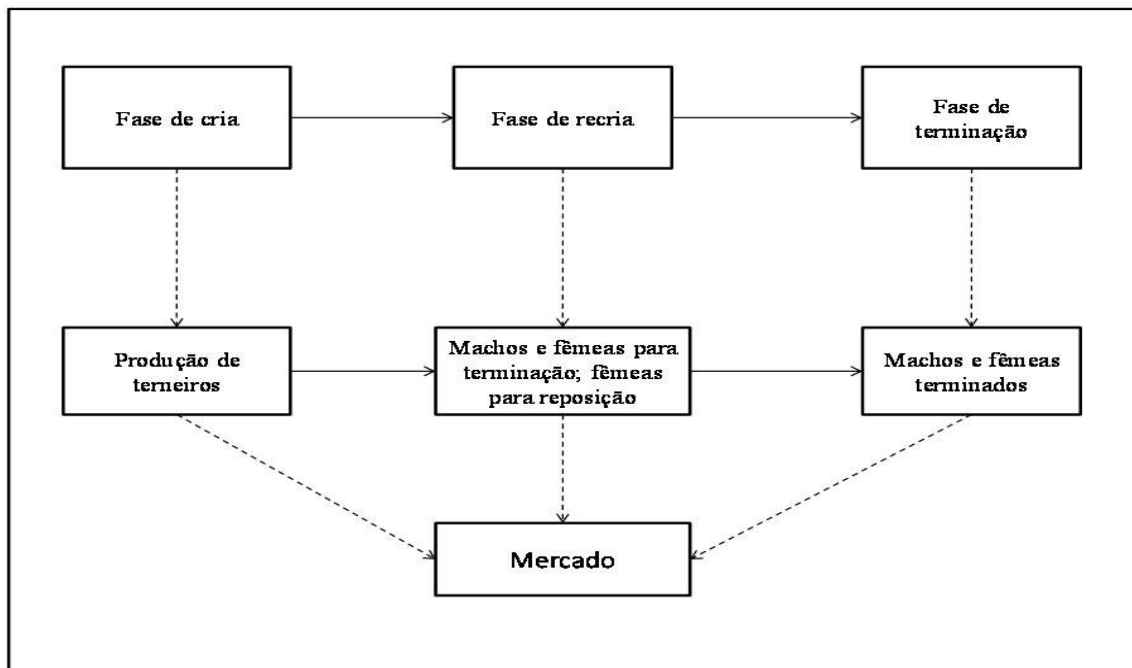 Fase de cria
Fase de recria
Fase de
terminação
Produção de
terneiros
Machos e fêmeas para
terminação; fêmeas
para reposição
Machos e fêmeas
terminados
Mercado